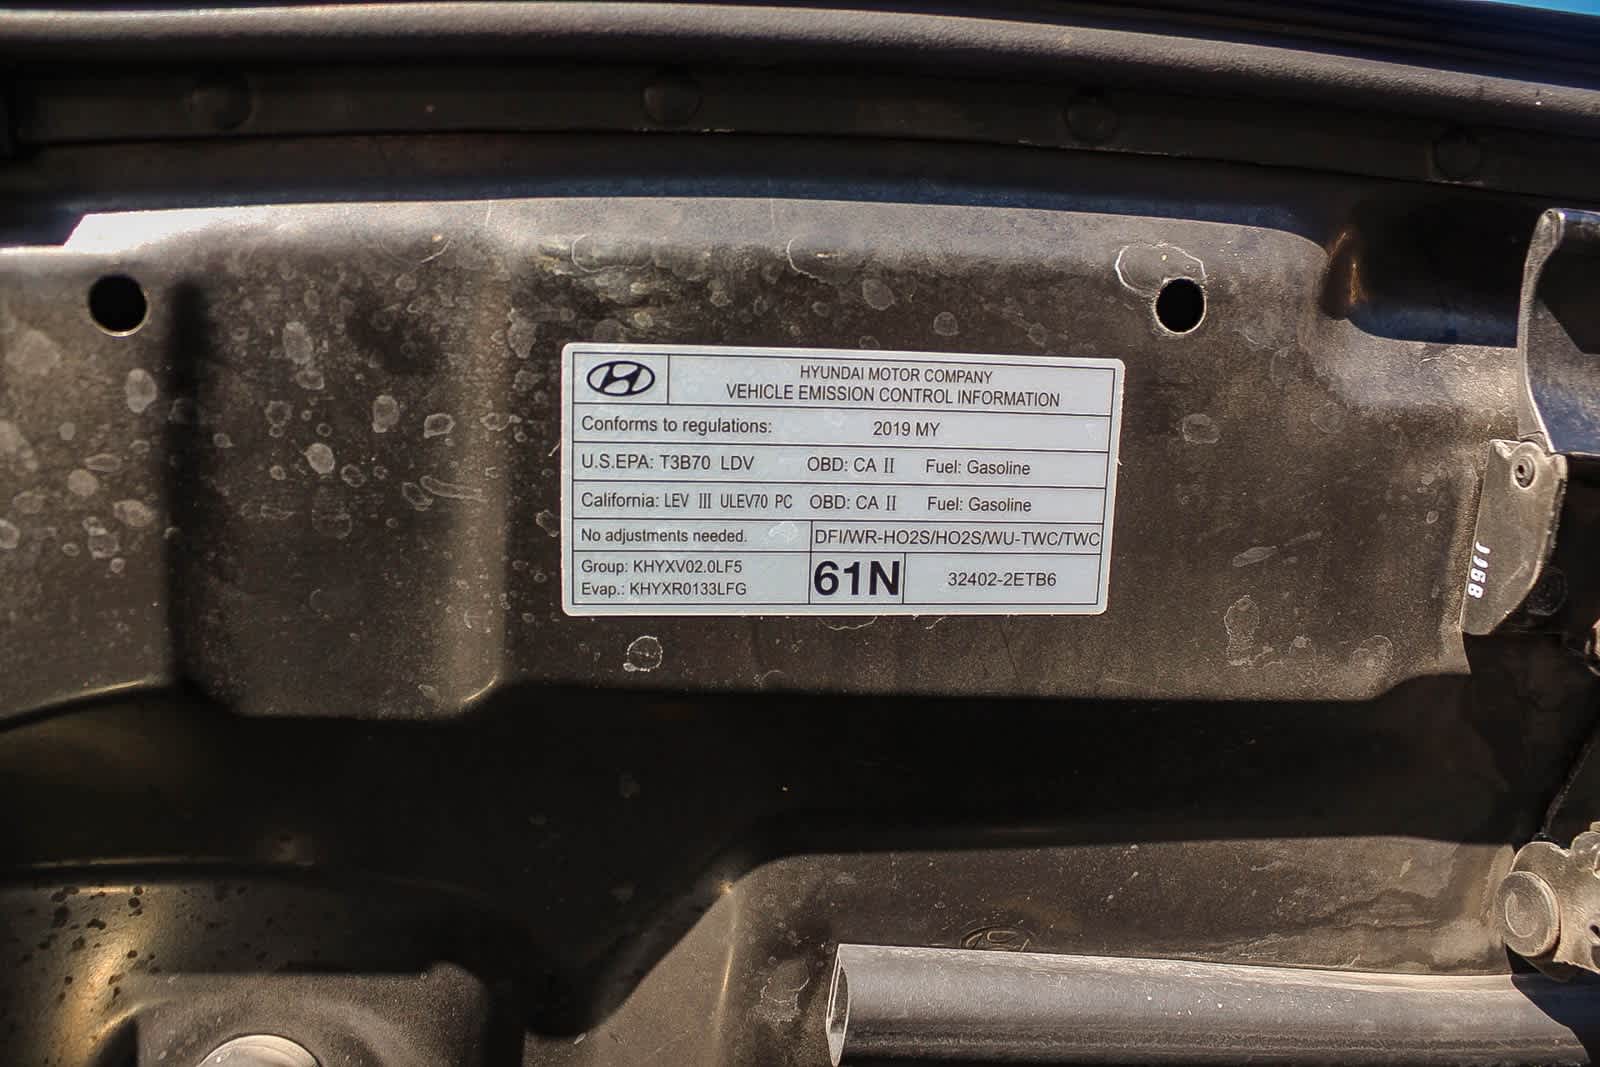 HYUNDAI MOTOR COMPANY
VEHICLE EMISSION CONTROL INFORMATION
Conforms to regulations: 2019 MY
U.S.EPA: T3B70 LDV OBD: CA II Fuel: Gasoline
California: LEV III ULEV70 PC OBD: CA II Fuel: Gasoline
No adjustments needed. DFI/WR-HO2S/HO2S/WU-TWC/TWC
Group: KHYXV02.0LF5
Evap.: KHYXR0133LFG
61N
32402-2ETB6